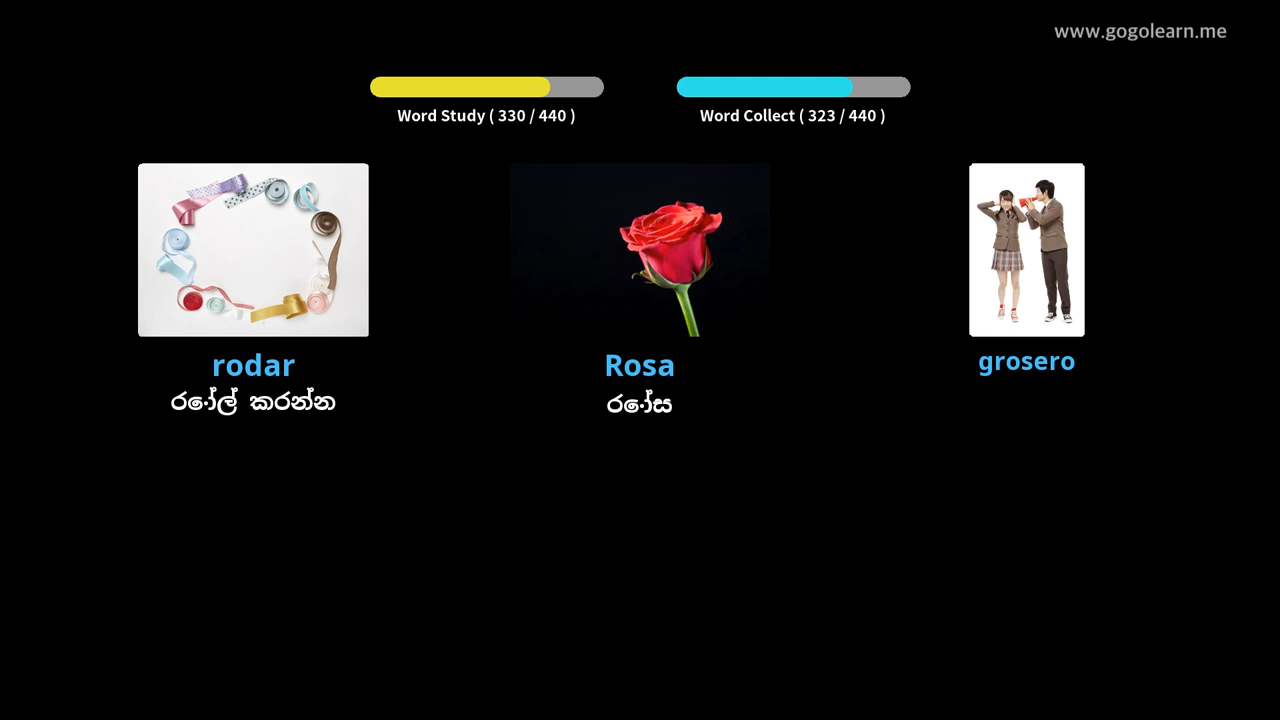 www.gogolearn.me
Word Study ( 330 / 440 )
Word Collect ( 323 / 440 )
rodar
රෝල් කරන්න
Rosa
රෝස
grosero